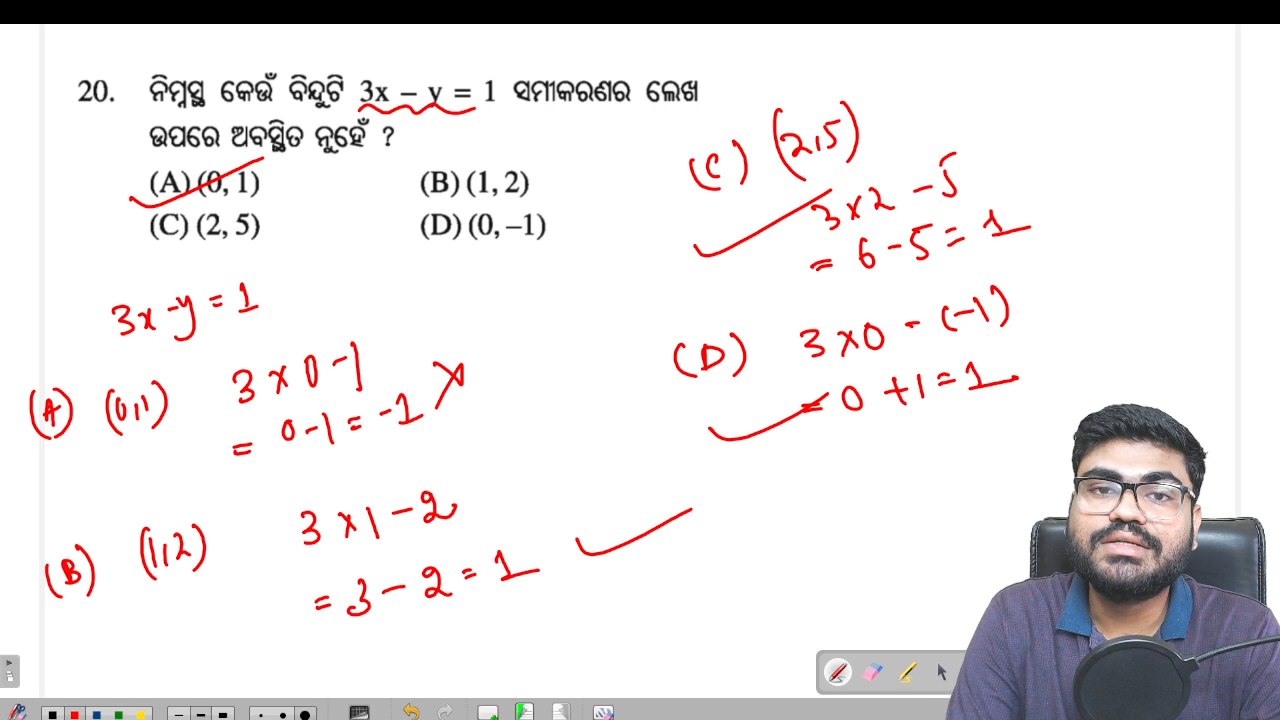 20. ନିମ୍ନସ୍ଥ କେଉଁ ବିନ୍ଦୁଟି 3x − y = 1 ସମୀକରଣର ଲେଖ
ଉପରେ ଅବସ୍ଥିତ ନୁହେଁ ?
(A) (0, 1) (B) (1, 2)
(C) (2, 5) (D) (0, −1)
3x − y = 1
(A) (0,1) 3 × 0 − 1
= 0 − 1 = −1
(B) (1,2) 3 × 1 − 2
= 3 − 2 = 1
(C) (2,5)
3 × 2 − 5
= 6 − 5 = 1
(D) 3 × 0 − (−1)
= 0 + 1 = 1